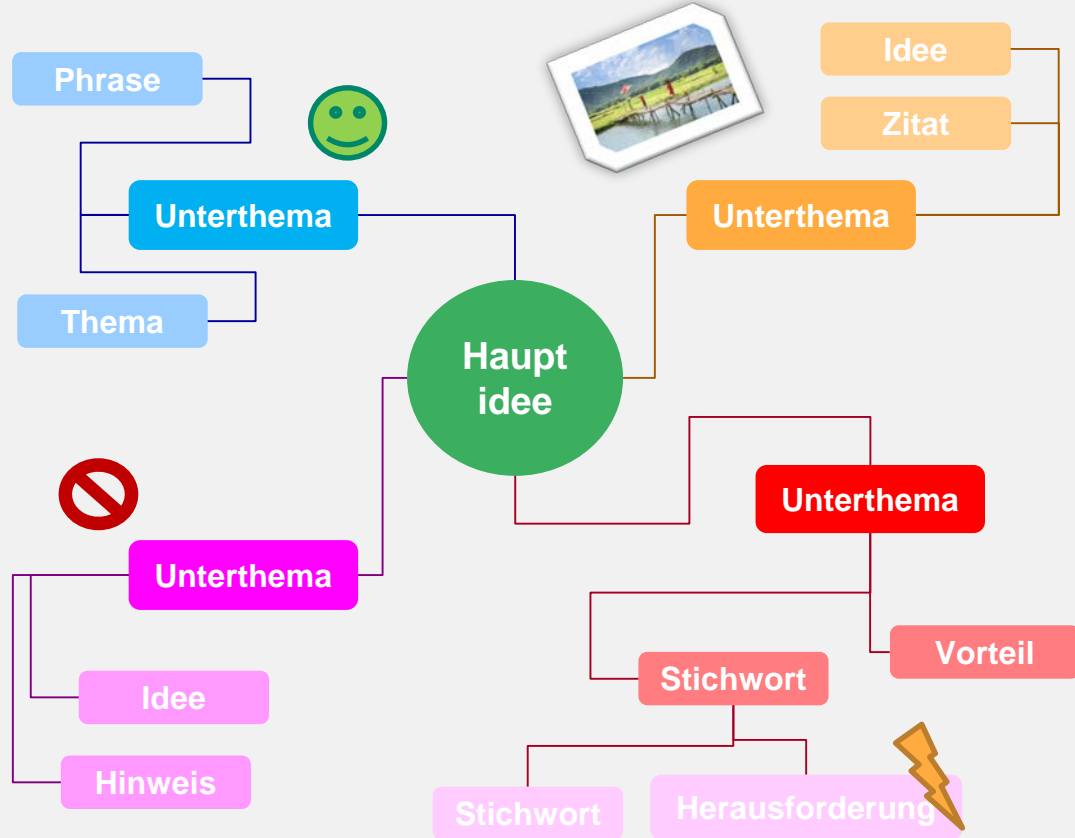 Phrase
Idee
Zitat
Unterthema
Unterthema
Thema
Haupt
idee
Unterthema
Unterthema
Vorteil
Stichwort
Idee
Hinweis
Stichwort
Herausforderung